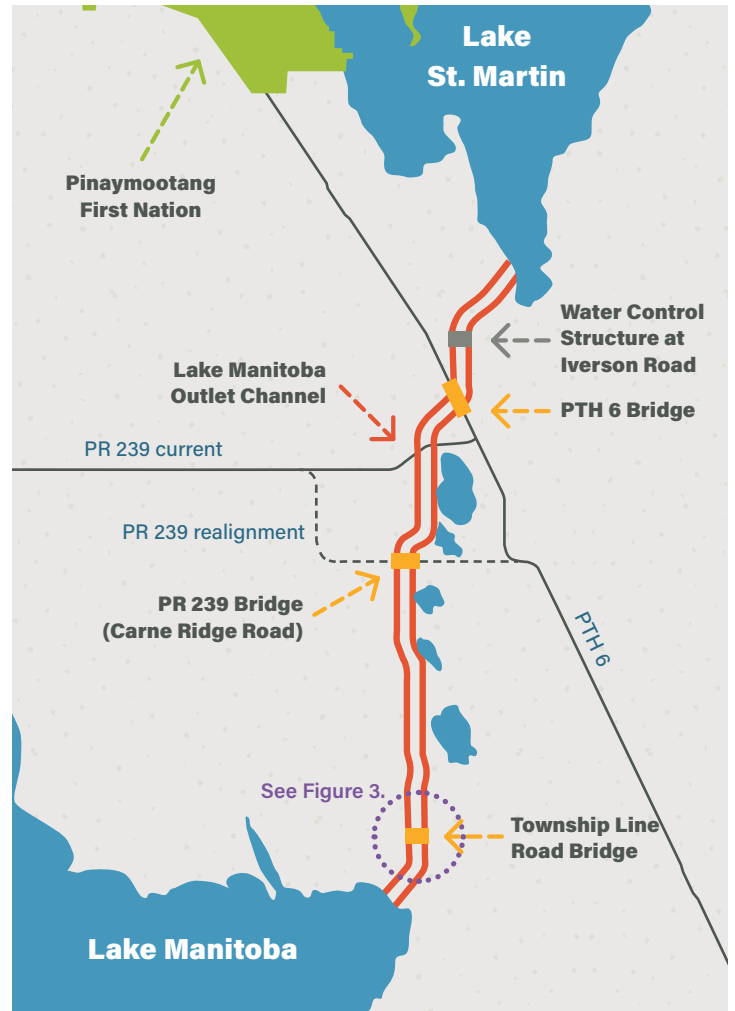 Lake
St. Martin
Pinaymootang
First Nation
Water Control
Structure at
Iverson Road
Lake Manitoba
Outlet Channel
PTH 6 Bridge
PR 239 current
PR 239 realignment
PR 239 Bridge
(Carne Ridge Road)
PTH 6
See Figure 3.
Township Line
Road Bridge
Lake Manitoba